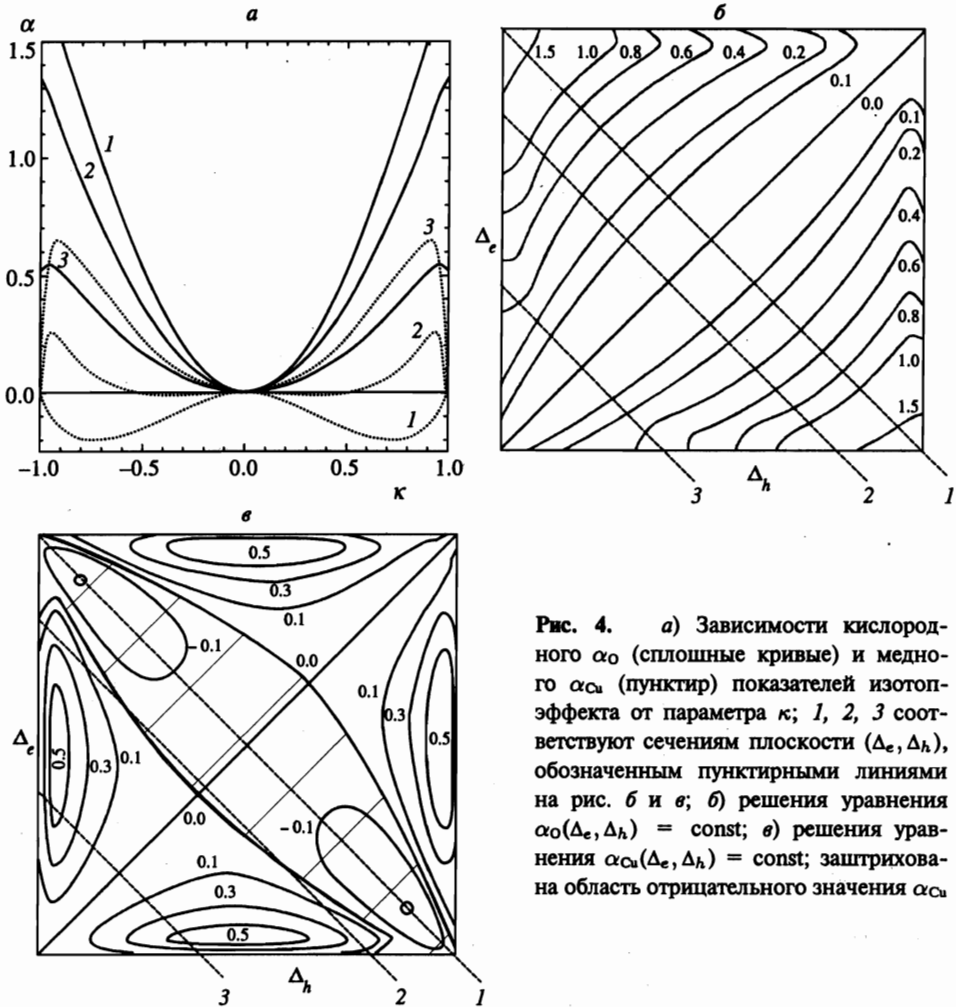 а
α
1.5
1.0
0.5
0.0
1
2
3
3
2
1
−1.0
−0.5
0.0
0.5
1.0
κ
б
1.5
1.0
0.8
0.6
0.4
0.2
0.1
0.0
0.1
0.2
0.4
0.6
0.8
1.0
1.5
Δe
Δh
3
2
1
в
0.5
0.3
0.1
−0.1
0.0
0.1
0.3
0.5
Δe
0.5
0.3
0.1
0.0
−0.1
0.1
0.3
0.5
Δh
3
2
1
Рис. 4. а) Зависимости кислород-
ного αO (сплошные кривые) и медно-
го αCu (пунктир) показателей изотоп-
эффекта от параметра κ; 1, 2, 3 соот-
ветствуют сечениям плоскости (Δe, Δh),
обозначенным пунктирными линиями
на рис. б и в; б) решения уравнения
αO(Δe, Δh) = const; в) решения урав-
нения αCu(Δe, Δh) = const; заштрихова-
на область отрицательного значения αCu